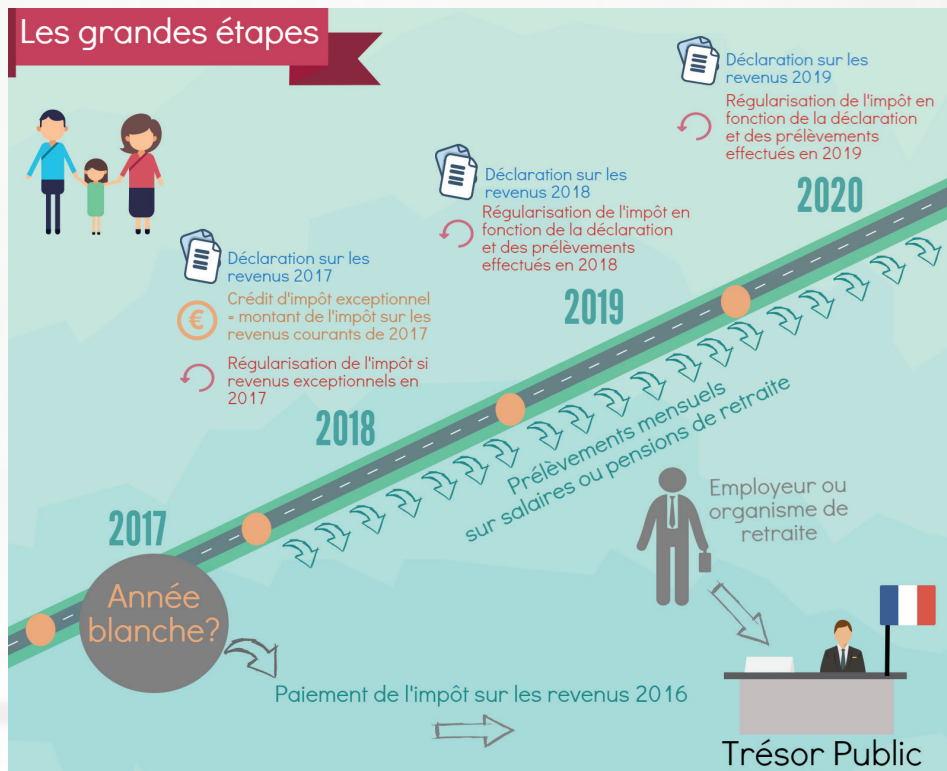 Les grandes étapes
Déclaration sur les
revenus 2019
Régularisation de l'impôt en
fonction de la déclaration
et des prélèvements
effectués en 2019
2020
Déclaration sur les
revenus 2018
Régularisation de l'impôt en
fonction de la déclaration
et des prélèvements
effectués en 2018
2019
Déclaration sur les
revenus 2017
€
Crédit d'impôt exceptionnel
= montant de l'impôt sur les
revenus courants de 2017
Régularisation de l'impôt si
revenus exceptionnels en
2017
2018
2017
Année
blanche?
Prélèvements mensuels
sur salaires ou pensions de retraite
Employeur ou
organisme de
retraite
Paiement de l'impôt sur les revenus 2016
Trésor Public